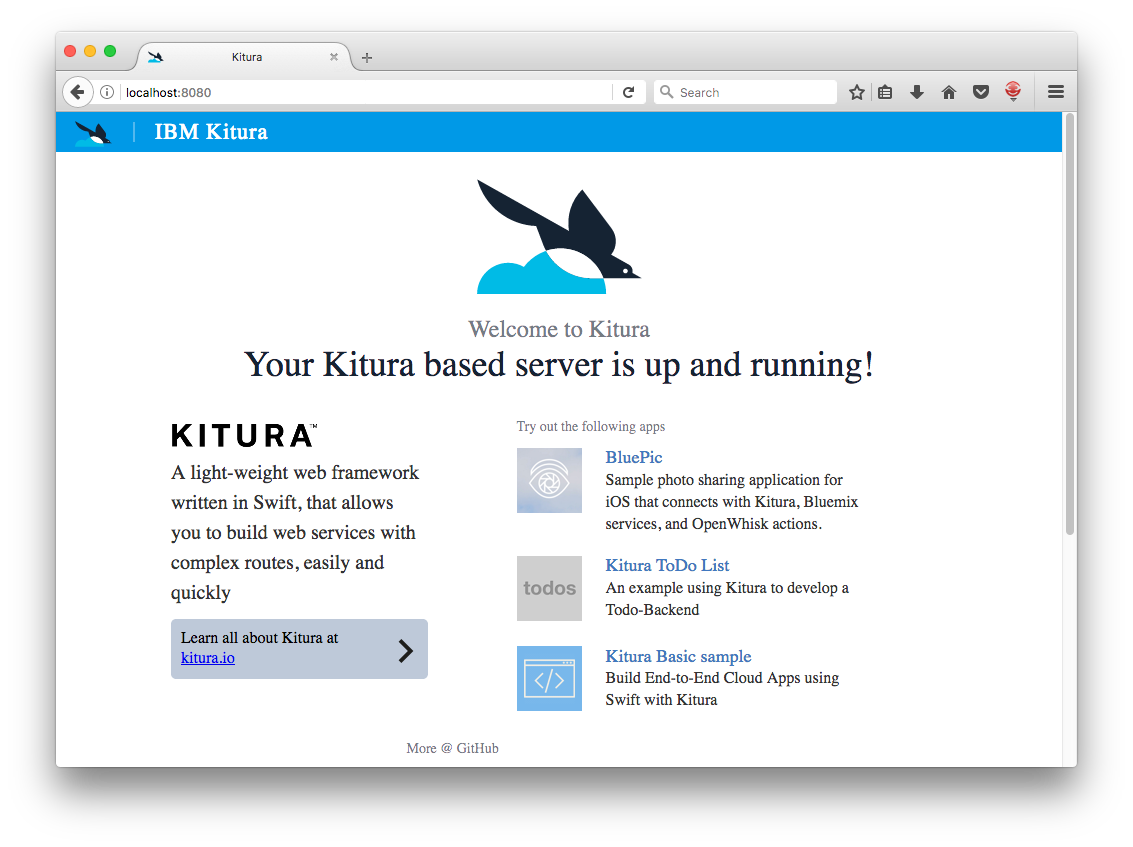 Kitura
localhost:8080
Search
IBM Kitura
Welcome to Kitura
Your Kitura based server is up and running!
KITURA™
A light-weight web framework
written in Swift, that allows
you to build web services with
complex routes, easily and
quickly
Learn all about Kitura at
kitura.io
Try out the following apps
BluePic
Sample photo sharing application for
iOS that connects with Kitura, Bluemix
services, and OpenWhisk actions.
todos
Kitura ToDo List
An example using Kitura to develop a
Todo-Backend
</>
Kitura Basic sample
Build End-to-End Cloud Apps using
Swift with Kitura
More @ GitHub